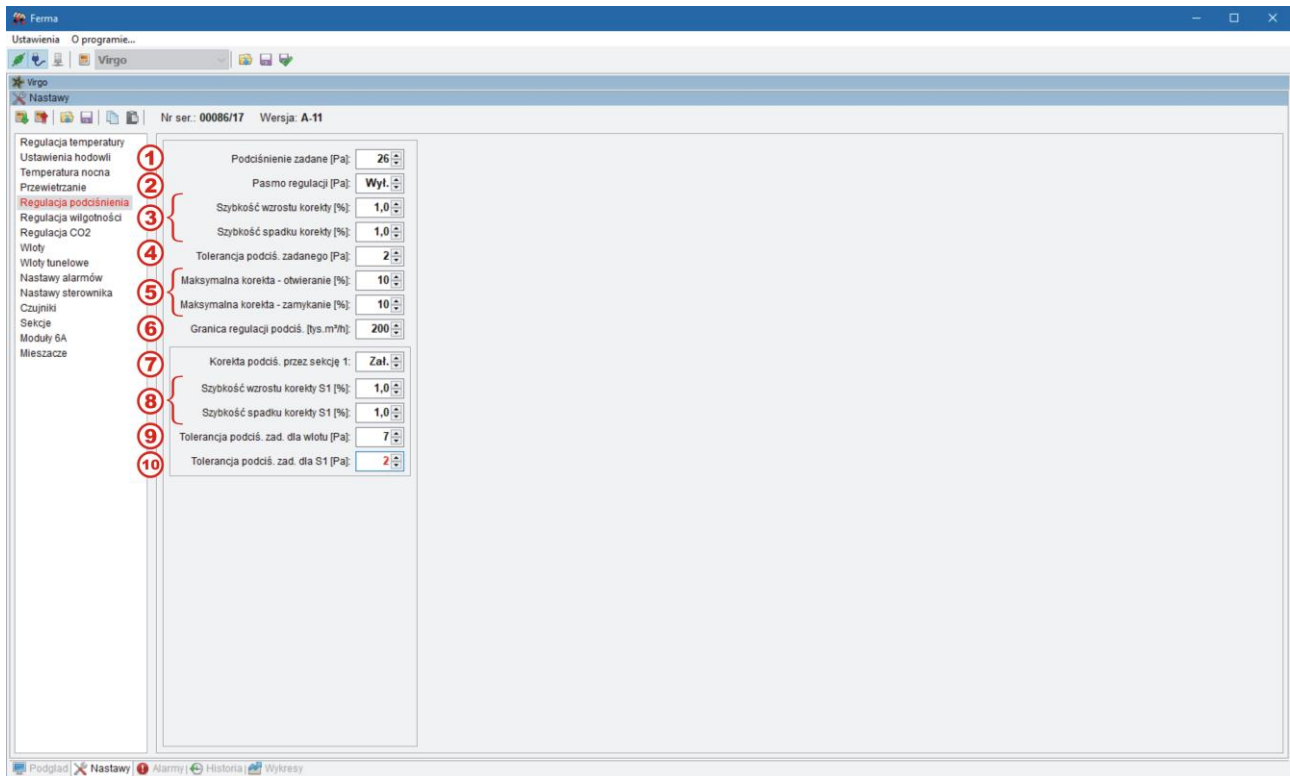 Ferma
Ustawienia O programie...
Virgo
Virgo
Nastawy
Nr ser.: 00086/17 Wersja: A-11
Regulacja temperatury
Ustawienia hodowli
Temperatura nocna
Przewietrzanie
Regulacja podciśnienia
Regulacja wilgotności
Regulacja CO2
Wloty
Wloty tunelowe
Nastawy alarmów
Nastawy sterownika
Czujniki
Sekcje
Moduły 6A
Mieszacze
1 Podciśnienie zadane [Pa]: 26
2 Pasmo regulacji [Pa]: Wył.
3 Szybkość wzrostu korekty [%]: 1,0
Szybkość spadku korekty [%]: 1,0
4 Tolerancja podciś. zadanego [Pa]: 2
5 Maksymalna korekta - otwieranie [%]: 10
Maksymalna korekta - zamykanie [%]: 10
6 Granica regulacji podciś. [tys.m³/h]: 200
7 Korekta podciś. przez sekcję 1: Zał.
8 Szybkość wzrostu korekty S1 [%]: 1,0
Szybkość spadku korekty S1 [%]: 1,0
9 Tolerancja podciś. zad. dla wlotu [Pa]: 7
10 Tolerancja podciś. zad. dla S1 [Pa]: 2
Podgląd Nastawy Alarmy Historia Wykresy